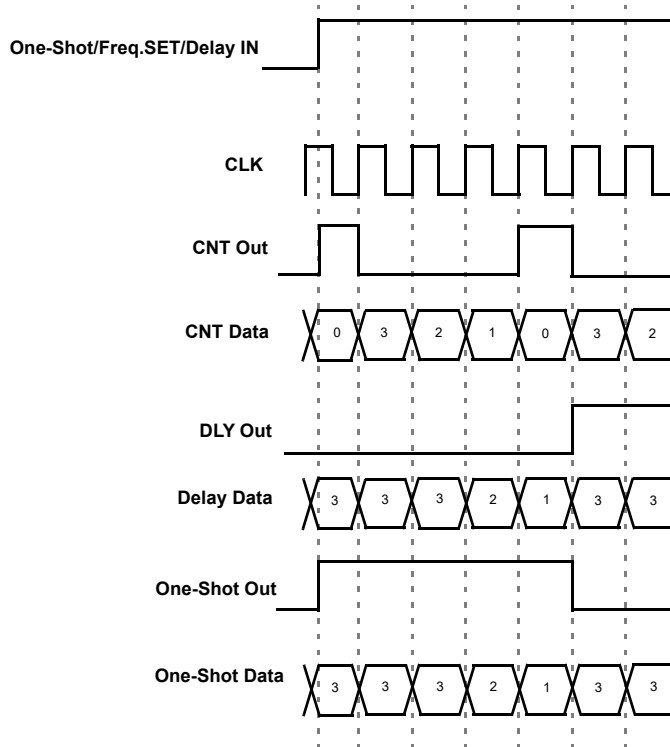 One-Shot/Freq.SET/Delay IN
CLK
CNT Out
CNT Data 0 3 2 1 0 3 2
DLY Out
Delay Data 3 3 3 2 1 3 3
One-Shot Out
One-Shot Data 3 3 3 2 1 3 3